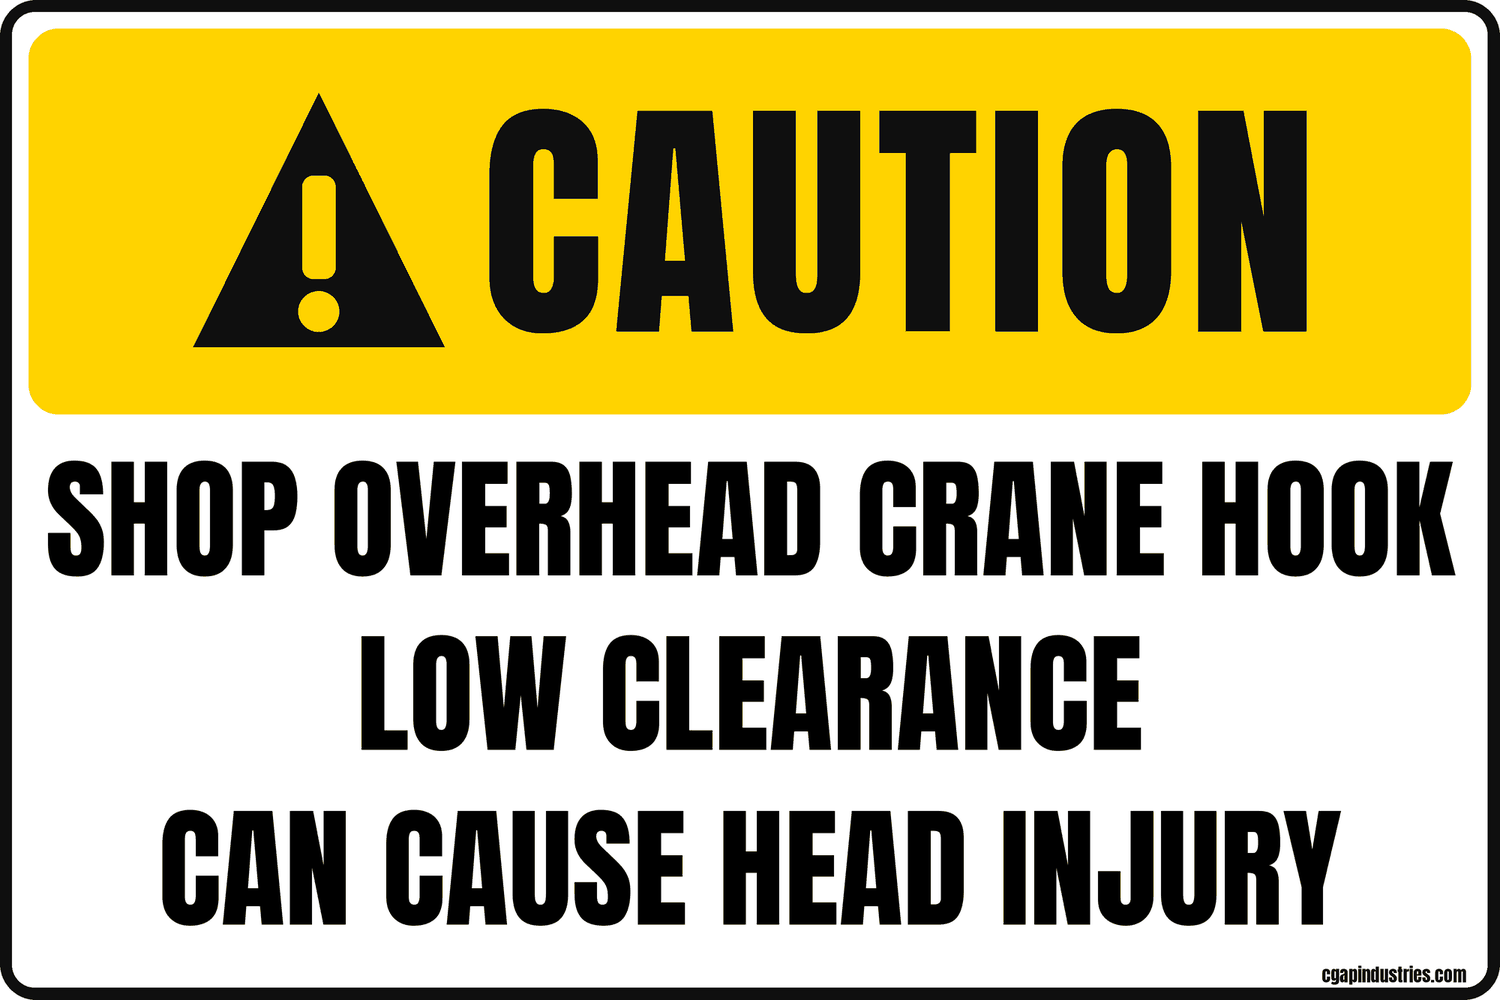 CAUTION
SHOP OVERHEAD CRANE HOOK
LOW CLEARANCE
CAN CAUSE HEAD INJURY
cgapindustries.com